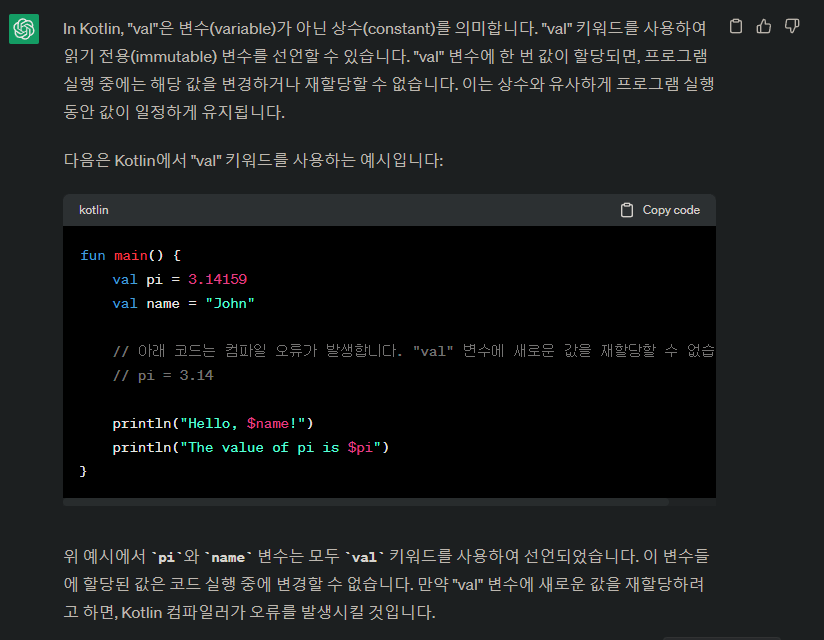 In Kotlin, "val"은 변수(variable)가 아닌 상수(constant)를 의미합니다. "val" 키워드를 사용하여
읽기 전용(immutable) 변수를 선언할 수 있습니다. "val" 변수에 한 번 값이 할당되면, 프로그램
실행 중에는 해당 값을 변경하거나 재할당할 수 없습니다. 이는 상수와 유사하게 프로그램 실행
동안 값이 일정하게 유지됩니다.
다음은 Kotlin에서 "val" 키워드를 사용하는 예시입니다:
kotlin Copy code
fun main() {
    val pi = 3.14159
    val name = "John"
    // 아래 코드는 컴파일 오류가 발생합니다. "val" 변수에 새로운 값을 재할당할 수 없습
    // pi = 3.14
    println("Hello, $name!")
    println("The value of pi is $pi")
}
위 예시에서 `pi`와 `name` 변수는 모두 `val` 키워드를 사용하여 선언되었습니다. 이 변수들
에 할당된 값은 코드 실행 중에 변경할 수 없습니다. 만약 "val" 변수에 새로운 값을 재할당하려
고 하면, Kotlin 컴파일러가 오류를 발생시킬 것입니다.